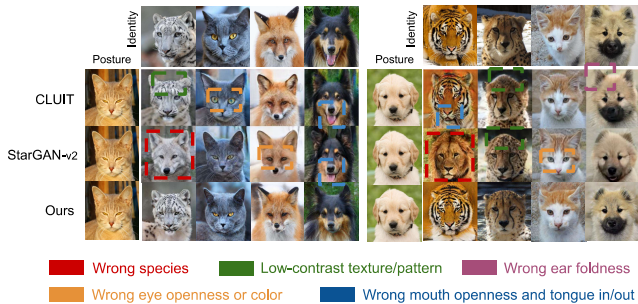 Identity
Identity
Posture
Posture
CLUIT
StarGAN-v2
Ours
Wrong species
Low-contrast texture/pattern
Wrong ear foldness
Wrong eye openness or color
Wrong mouth openness and tongue in/out